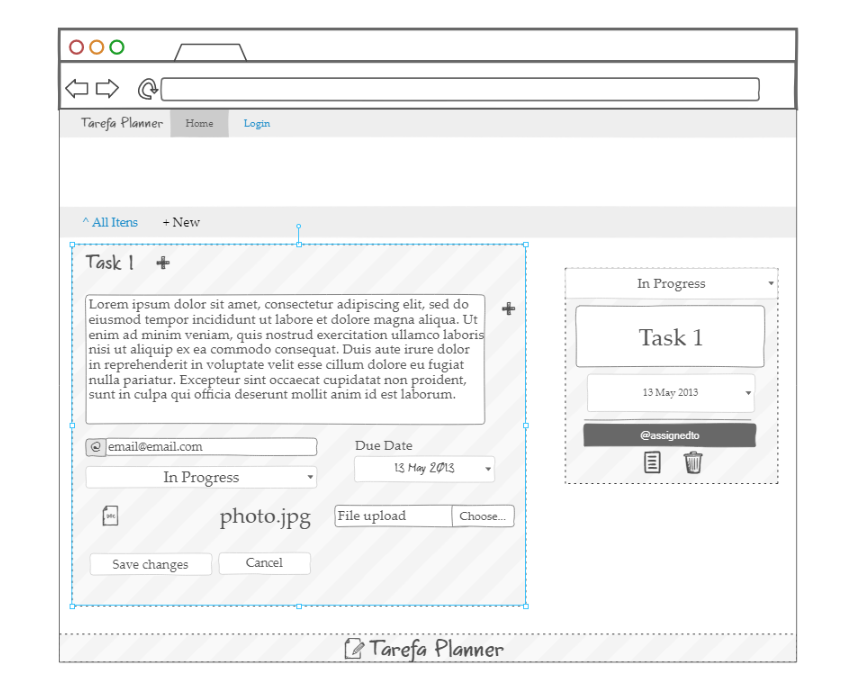 Tarefa Planner Home Login
^ All Itens + New
Task 1
Lorem ipsum dolor sit amet, consectetur adipiscing elit, sed do
eiusmod tempor incididunt ut labore et dolore magna aliqua. Ut
enim ad minim veniam, quis nostrud exercitation ullamco laboris
nisi ut aliquip ex ea commodo consequat. Duis aute irure dolor
in reprehenderit in voluptate velit esse cillum dolore eu fugiat
nulla pariatur. Excepteur sint occaecat cupidatat non proident,
sunt in culpa qui officia deserunt mollit anim id est laborum.
@ email@email.com
Due Date
In Progress
13 May 2013
photo.jpg
File upload Choose...
Save changes Cancel
In Progress
Task 1
13 May 2013
@assignedto
Tarefa Planner